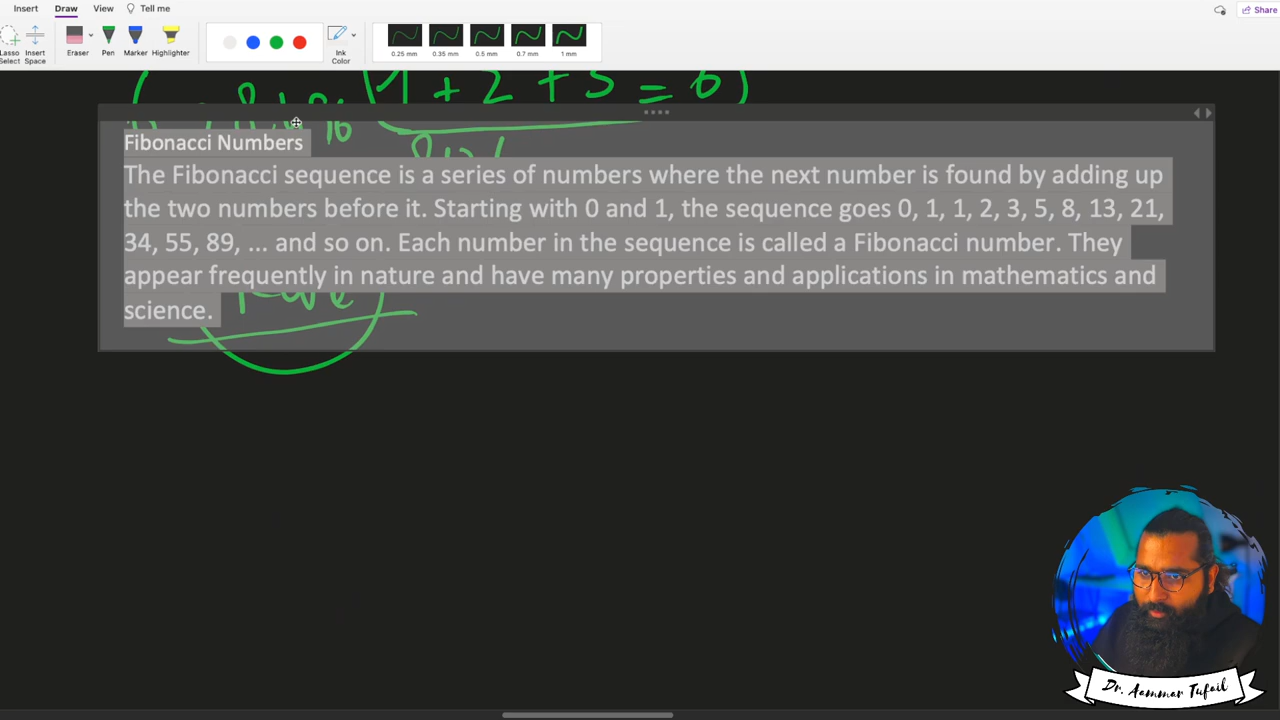 Insert Draw View Tell me
Share
Lasso Select
Insert Space
Eraser
Pen
Marker
Highlighter
Ink Color
0.25 mm
0.35 mm
0.5 mm
0.7 mm
1 mm
1 + 2 + 3 = 6
Fibonacci Numbers
The Fibonacci sequence is a series of numbers where the next number is found by adding up
the two numbers before it. Starting with 0 and 1, the sequence goes 0, 1, 1, 2, 3, 5, 8, 13, 21,
34, 55, 89, ... and so on. Each number in the sequence is called a Fibonacci number. They
appear frequently in nature and have many properties and applications in mathematics and
science.
Dr. Aammar Tufail